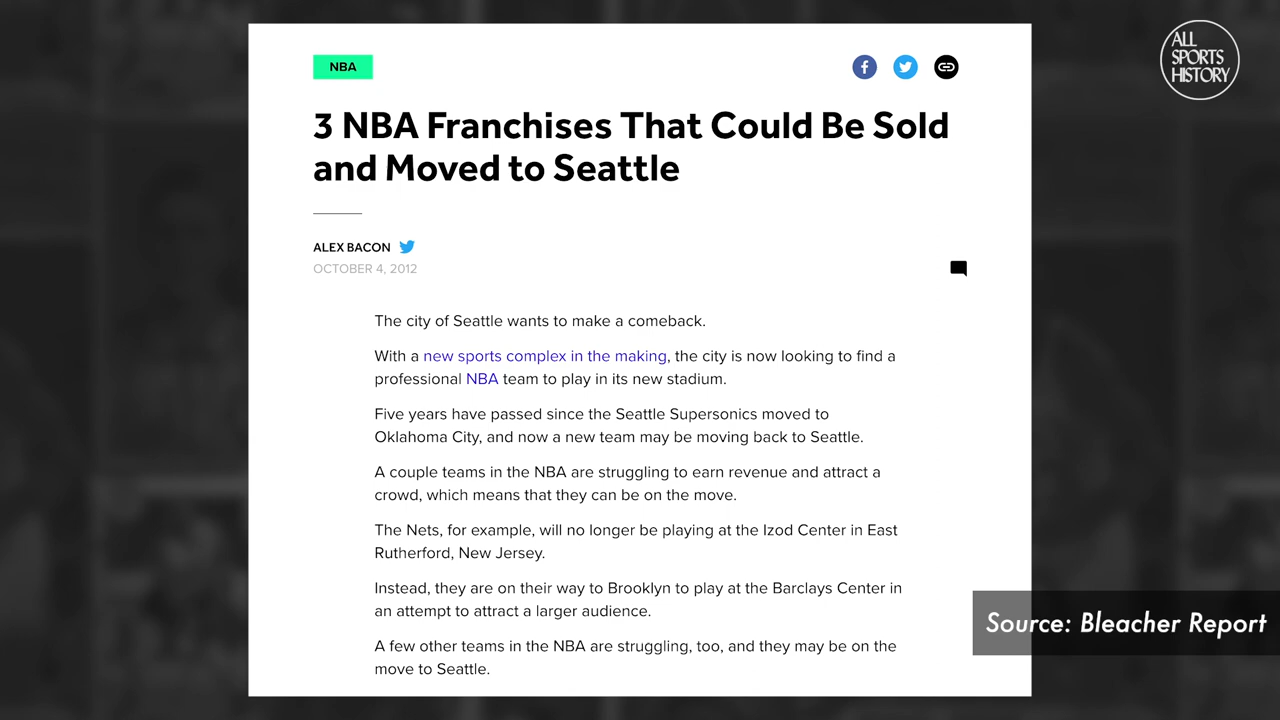 ALL
SPORTS
HISTORY
NBA
3 NBA Franchises That Could Be Sold
and Moved to Seattle
ALEX BACON
OCTOBER 4, 2012
The city of Seattle wants to make a comeback.
With a new sports complex in the making, the city is now looking to find a
professional NBA team to play in its new stadium.
Five years have passed since the Seattle Supersonics moved to
Oklahoma City, and now a new team may be moving back to Seattle.
A couple teams in the NBA are struggling to earn revenue and attract a
crowd, which means that they can be on the move.
The Nets, for example, will no longer be playing at the Izod Center in East
Rutherford, New Jersey.
Instead, they are on their way to Brooklyn to play at the Barclays Center in
an attempt to attract a larger audience.
A few other teams in the NBA are struggling, too, and they may be on the
move to Seattle.
Source: Bleacher Report